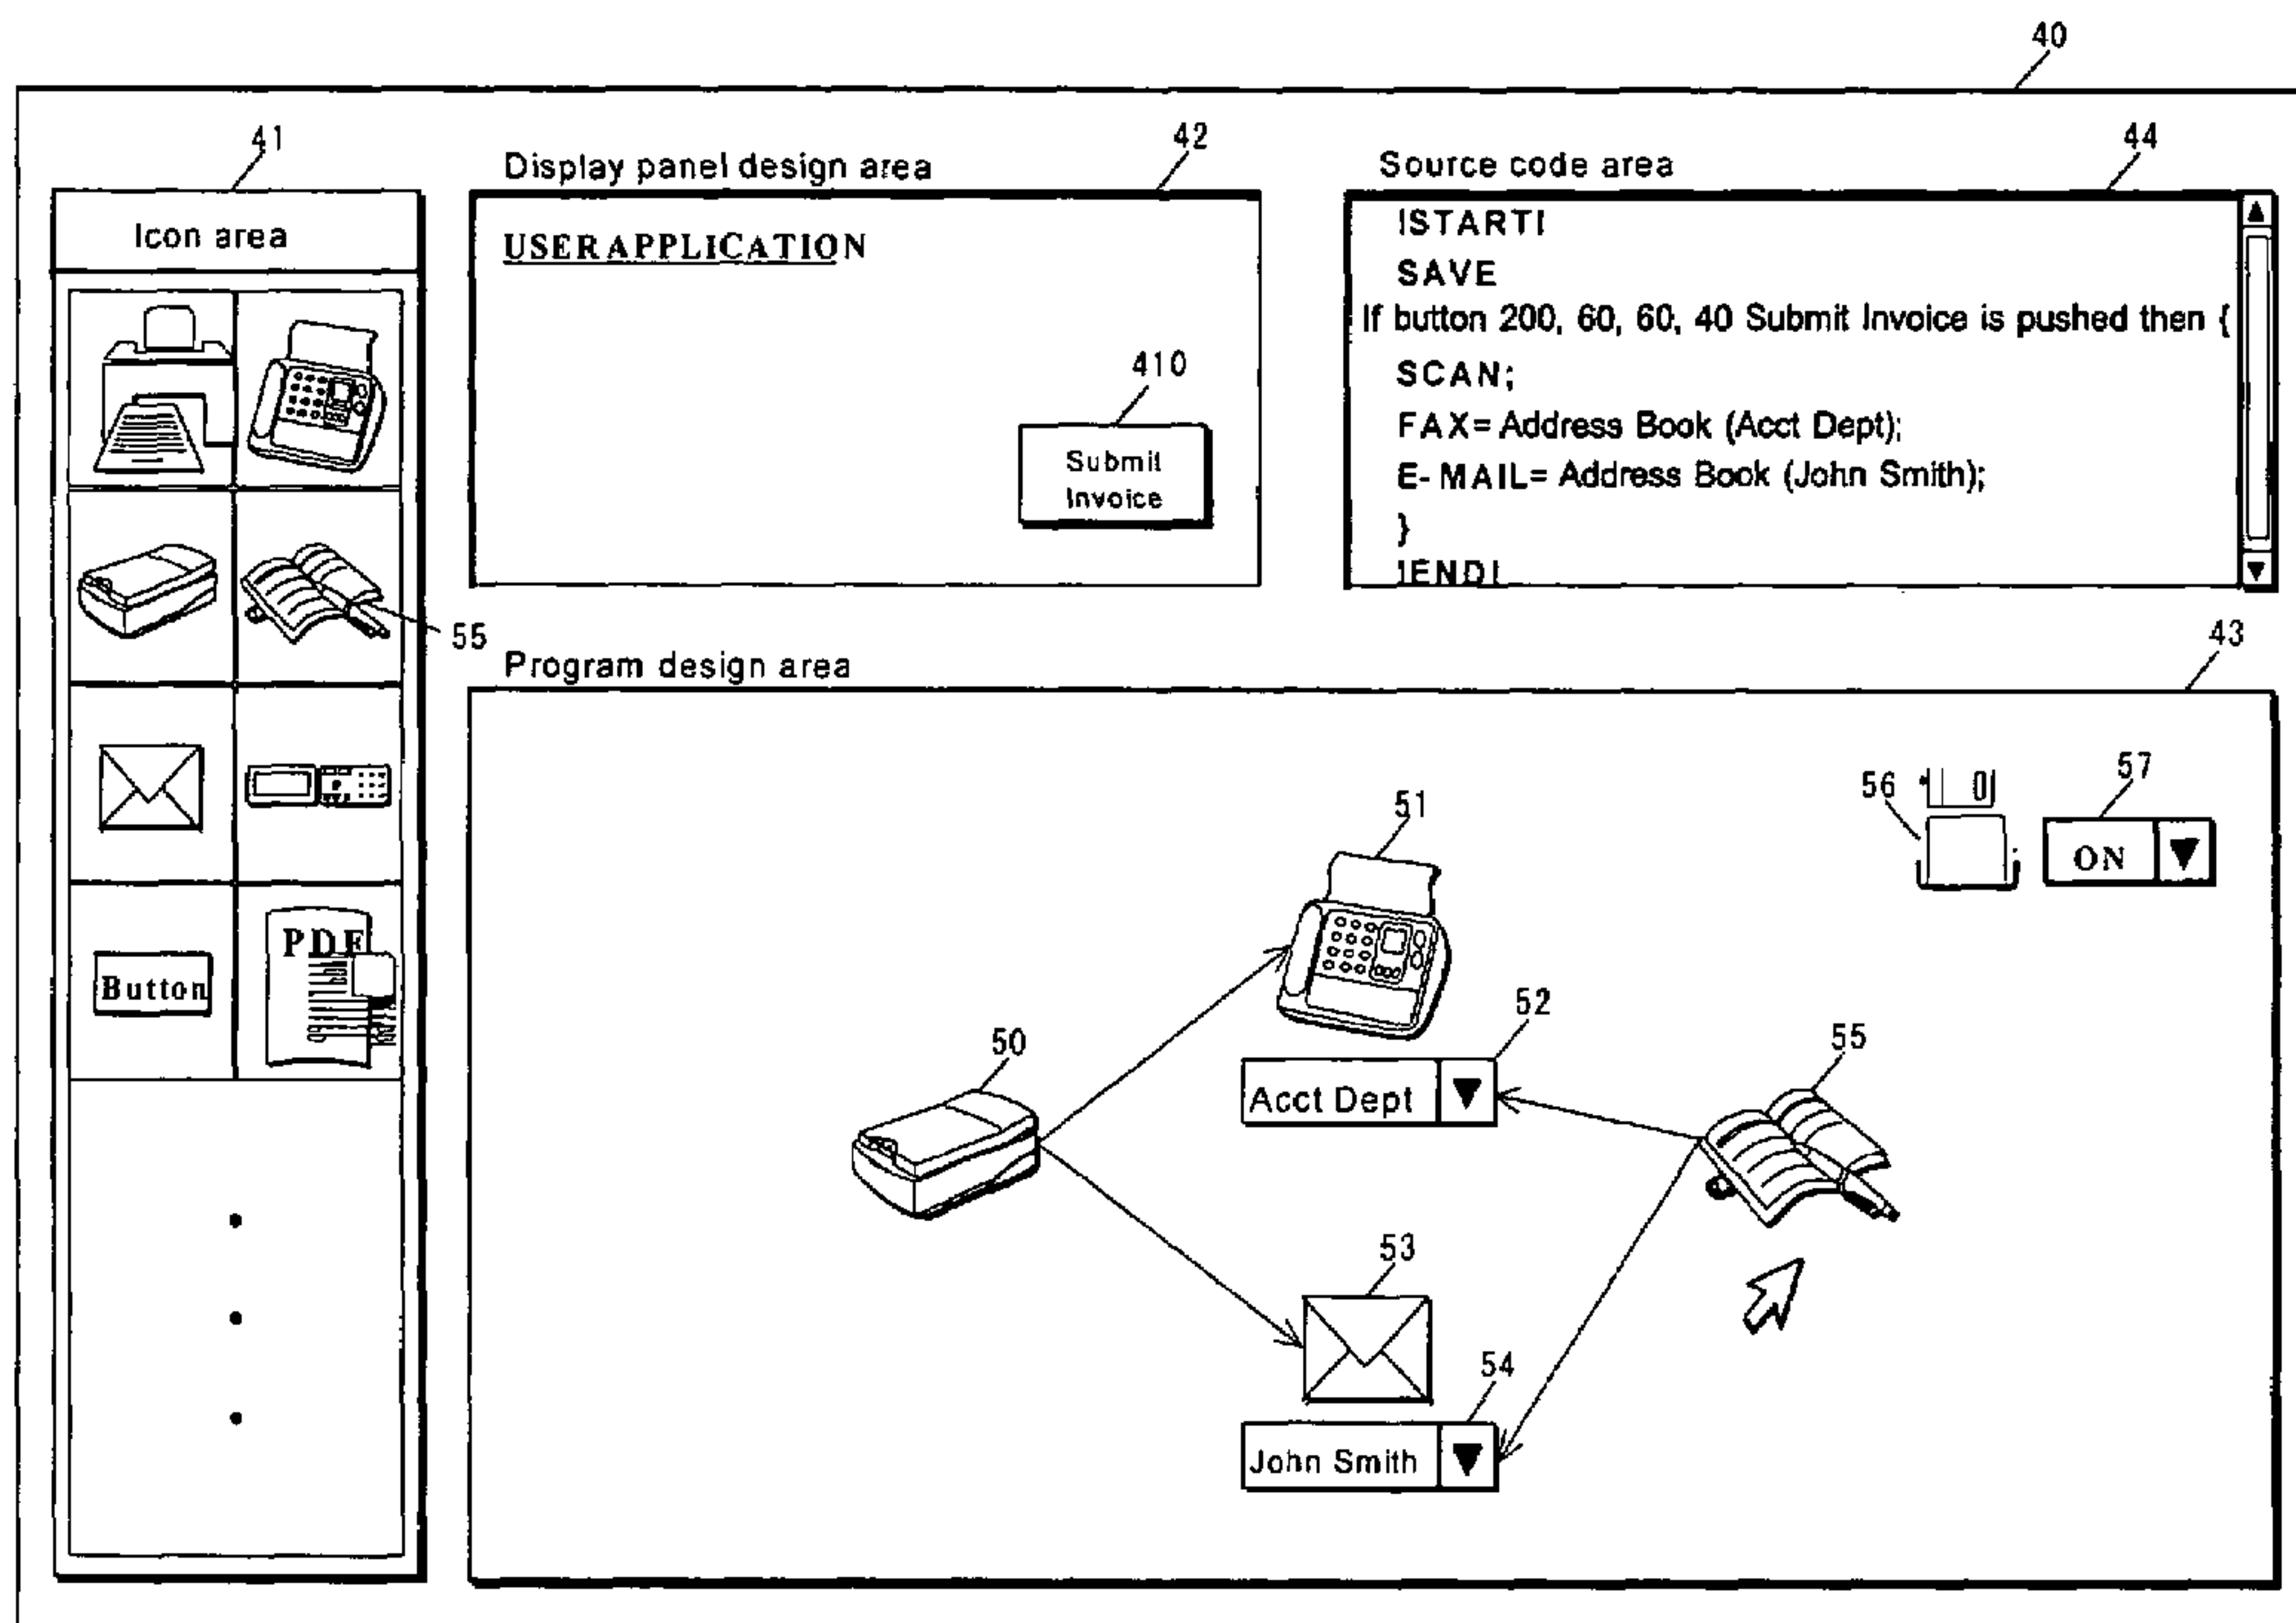 40
41
Icon area
Button
PDF
55
Display panel design area
42
USER APPLICATION
410
Submit
Invoice
Source code area
44
!START!
SAVE
If button 200, 60, 60, 40 Submit Invoice is pushed then {
SCAN;
FAX= Address Book (Acct Dept);
E-MAIL= Address Book (John Smith);
}
!END!
Program design area
43
56
57
ON
51
52
Acct Dept
50
55
53
54
John Smith